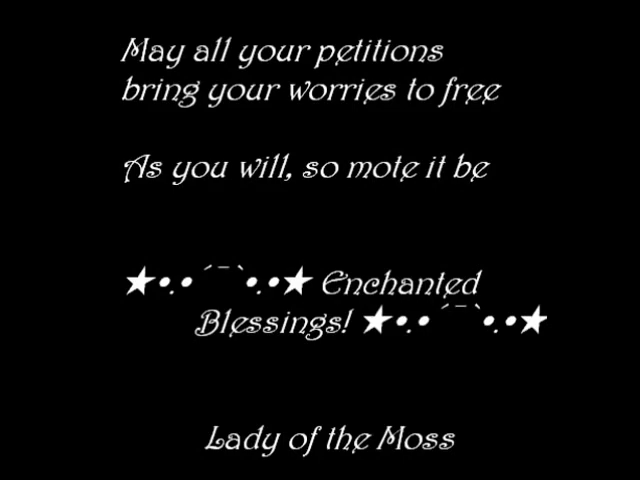 May all your petitions
bring your worries to free
As you will, so mote it be
★•.•´¯`•.•★ Enchanted
Blessings! ★•.•´¯`•.•★
Lady of the Moss